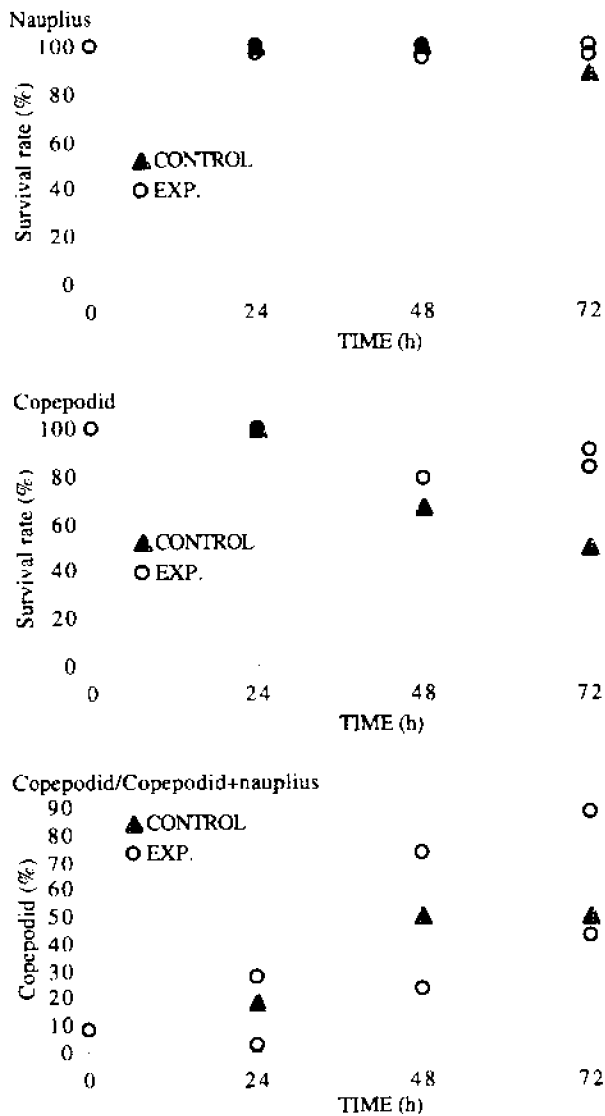 Nauplius
100
80
60
40
20
0
Survival rate (%)
CONTROL
EXP.
0 24 48 72
TIME (h)
Copepodid
100
80
60
40
20
0
Survival rate (%)
CONTROL
EXP.
0 24 48 72
TIME (h)
Copepodid/Copepodid+nauplius
90
80
70
60
50
40
30
20
10
0
Copepodid (%)
CONTROL
EXP.
0 24 48 72
TIME (h)